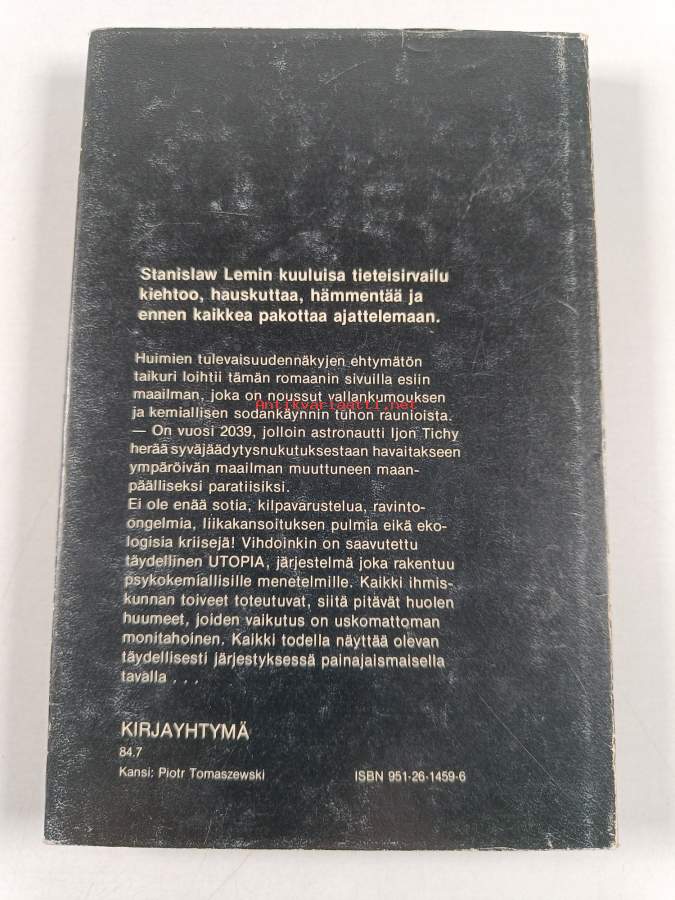 Stanislaw Lemin kuuluisa tieteisirvailu
kiehtoo, hauskuttaa, hämmentää ja
ennen kaikkea pakottaa ajattelemaan.
Huimien tulevaisuudennäkyjen ehtymätön
taikuri loihtii tämän romaanin sivuilla esiin
maailman, joka on noussut vallankumouksen
Antikvariaatti.net
ja kemiallisen sodankäynnin tuhon raunioista.
— On vuosi 2039, jolloin astronautti Ijon Tichy
herää syväjäädytysnukutuksestaan havaitakseen
ympäröivän maailman muuttuneen maan-
päälliseksi paratiisiksi.
Ei ole enää sotia, kilpavarustelua, ravinto-
ongelmia, liikakansoituksen pulmia eikä eko-
logisia kriisejä! Vihdoinkin on saavutettu
täydellinen UTOPIA, järjestelmä joka rakentuu
psykokemiallisille menetelmille. Kaikki ihmis-
kunnan toiveet toteutuvat, siitä pitävät huolen
huumeet, joiden vaikutus on uskomattoman
monitahoinen. Kaikki todella näyttää olevan
täydellisesti järjestyksessä painajaismaisella
tavalla . . .
KIRJAYHTYMÄ
84.7
Kansi: Piotr Tomaszewski ISBN 951-26-1459-6